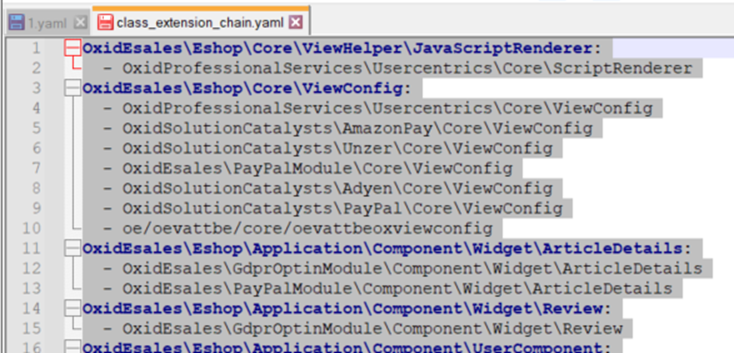 1.yaml class_extension_chain.yaml
1 OxidEsales\Eshop\Core\ViewHelper\JavaScriptRenderer:
2 - OxidProfessionalServices\Usercentrics\Core\ScriptRenderer
3 OxidEsales\Eshop\Core\ViewConfig:
4 - OxidProfessionalServices\Usercentrics\Core\ViewConfig
5 - OxidSolutionCatalysts\AmazonPay\Core\ViewConfig
6 - OxidSolutionCatalysts\Unzer\Core\ViewConfig
7 - OxidEsales\PayPalModule\Core\ViewConfig
8 - OxidSolutionCatalysts\Adyen\Core\ViewConfig
9 - OxidSolutionCatalysts\PayPal\Core\ViewConfig
10 - oe/oevattbe/core/oevattbeoxviewconfig
11 OxidEsales\Eshop\Application\Component\Widget\ArticleDetails:
12 - OxidEsales\GdprOptinModule\Component\Widget\ArticleDetails
13 - OxidEsales\PayPalModule\Component\Widget\ArticleDetails
14 OxidEsales\Eshop\Application\Component\Widget\Review:
15 - OxidEsales\GdprOptinModule\Component\Widget\Review
16 OxidEsales\Eshop\Application\Component\UserComponent: